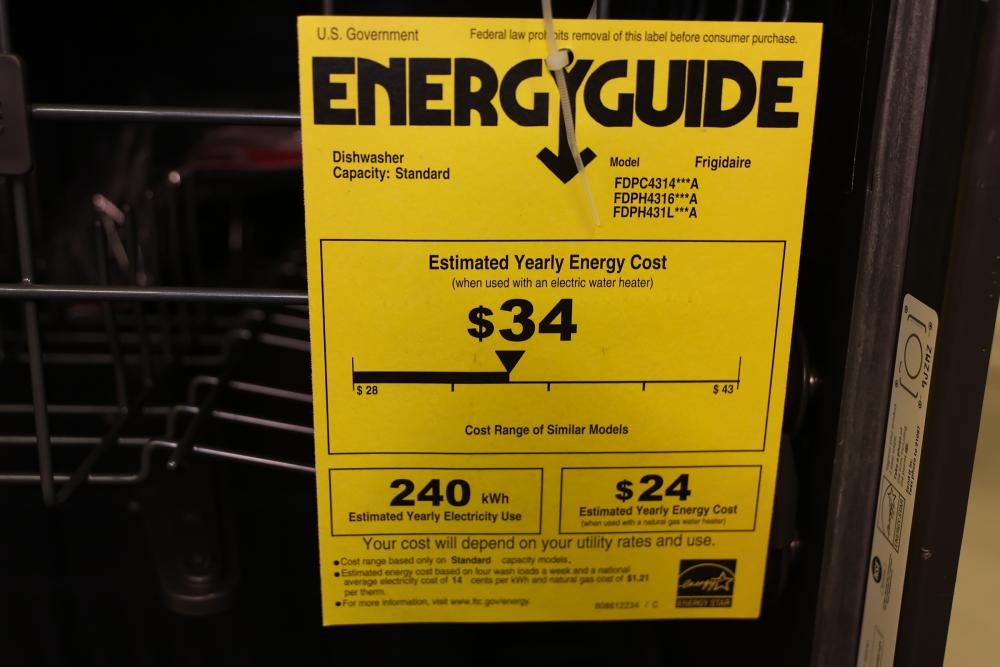 U.S. Government
Federal law prohibits removal of this label before consumer purchase.
ENERGYGUIDE
Dishwasher
Capacity: Standard
Model Frigidaire
FDPC4314***A
FDPH4316***A
FDPH431L***A
Estimated Yearly Energy Cost
(when used with an electric water heater)
$34
$ 28
$ 43
Cost Range of Similar Models
240 kWh
Estimated Yearly Electricity Use
$24
Estimated Yearly Energy Cost
(when used with a natural gas water heater)
Your cost will depend on your utility rates and use.
● Cost range based only on Standard capacity models.
● Estimated energy cost based on four wash loads a week and a national
average electricity cost of 14 cents per kWh and natural gas cost of $1.21
per therm.
● For more information, visit www.ftc.gov/energy.
808612234 / C
energy
ENERGY STAR